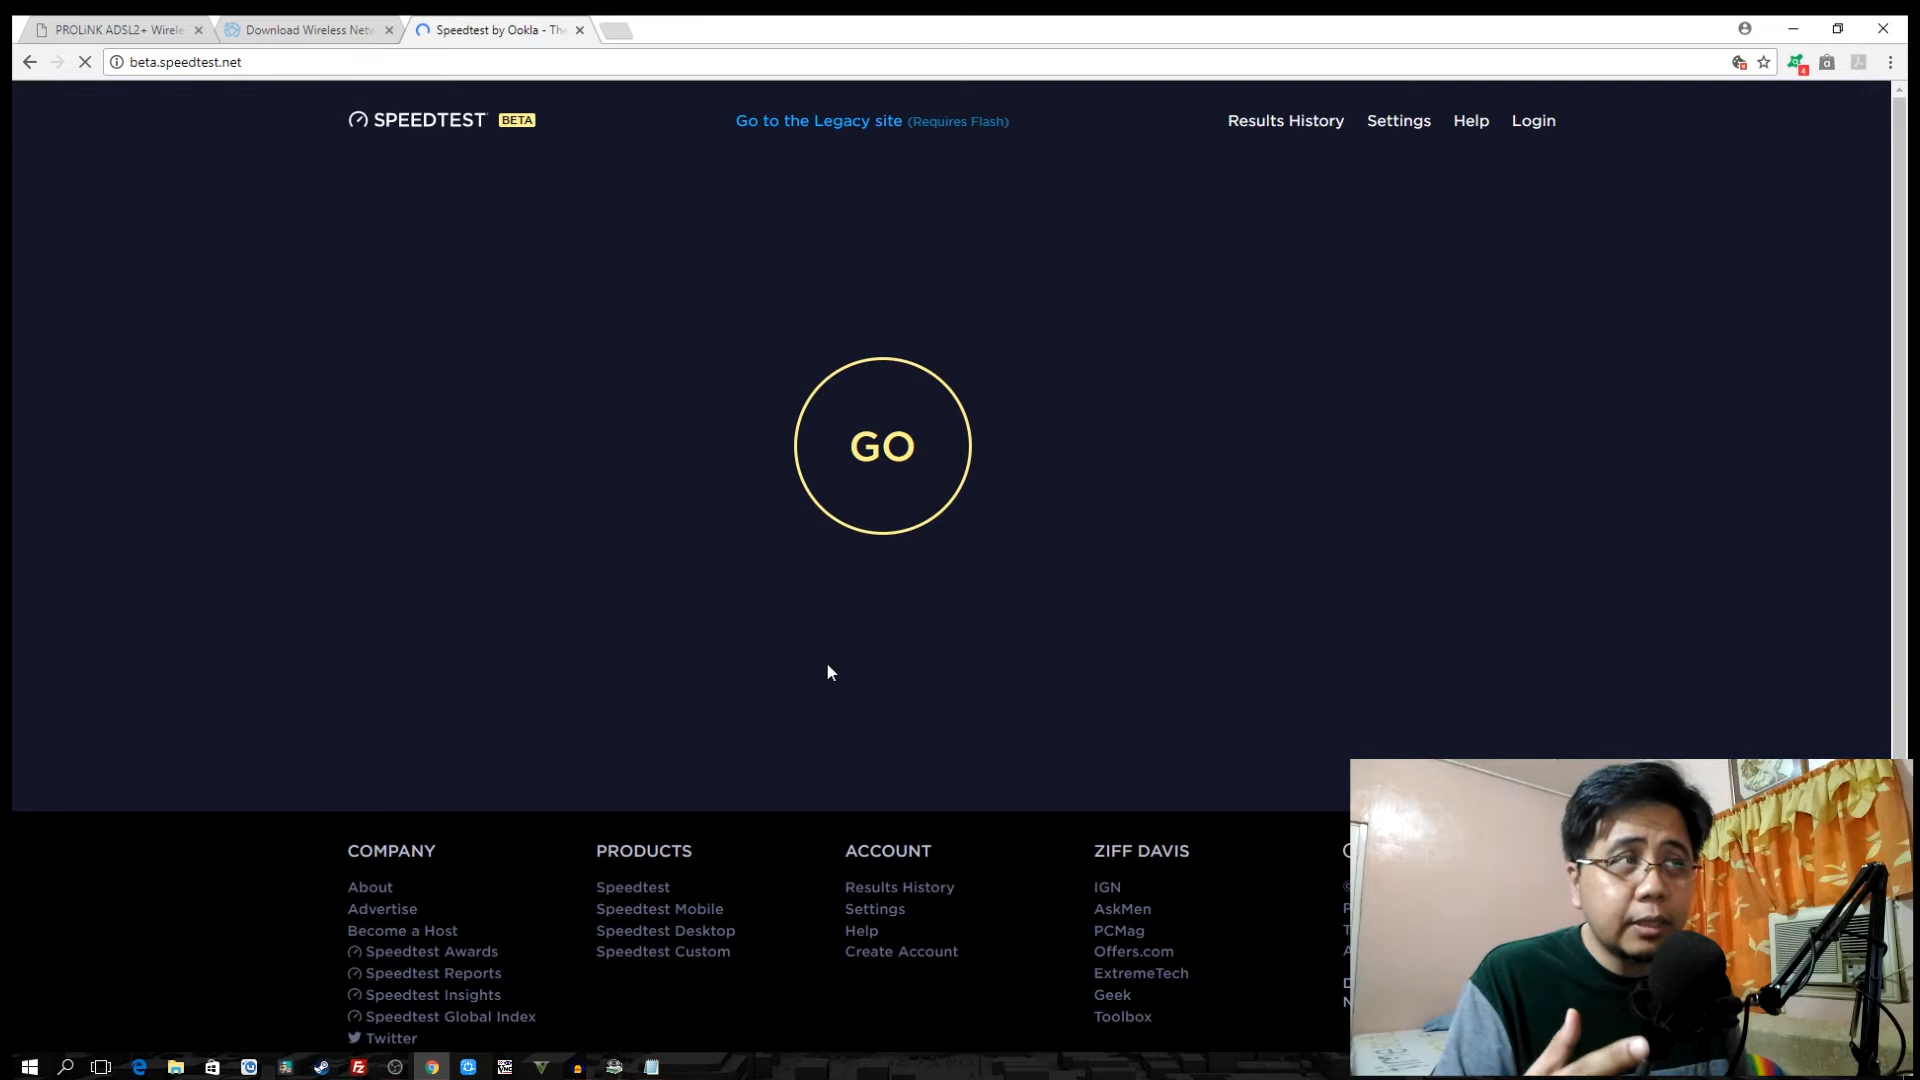 PROLiNK ADSL2+ Wirele
Download Wireless Netw
Speedtest by Ookla - The
beta.speedtest.net
SPEEDTEST BETA
Go to the Legacy site (Requires Flash)
Results History Settings Help Login
GO
COMPANY
About
Advertise
Become a Host
Speedtest Awards
Speedtest Reports
Speedtest Insights
Speedtest Global Index
Twitter
PRODUCTS
Speedtest
Speedtest Mobile
Speedtest Desktop
Speedtest Custom
ACCOUNT
Results History
Settings
Help
Create Account
ZIFF DAVIS
IGN
AskMen
PCMag
Offers.com
ExtremeTech
Geek
Toolbox